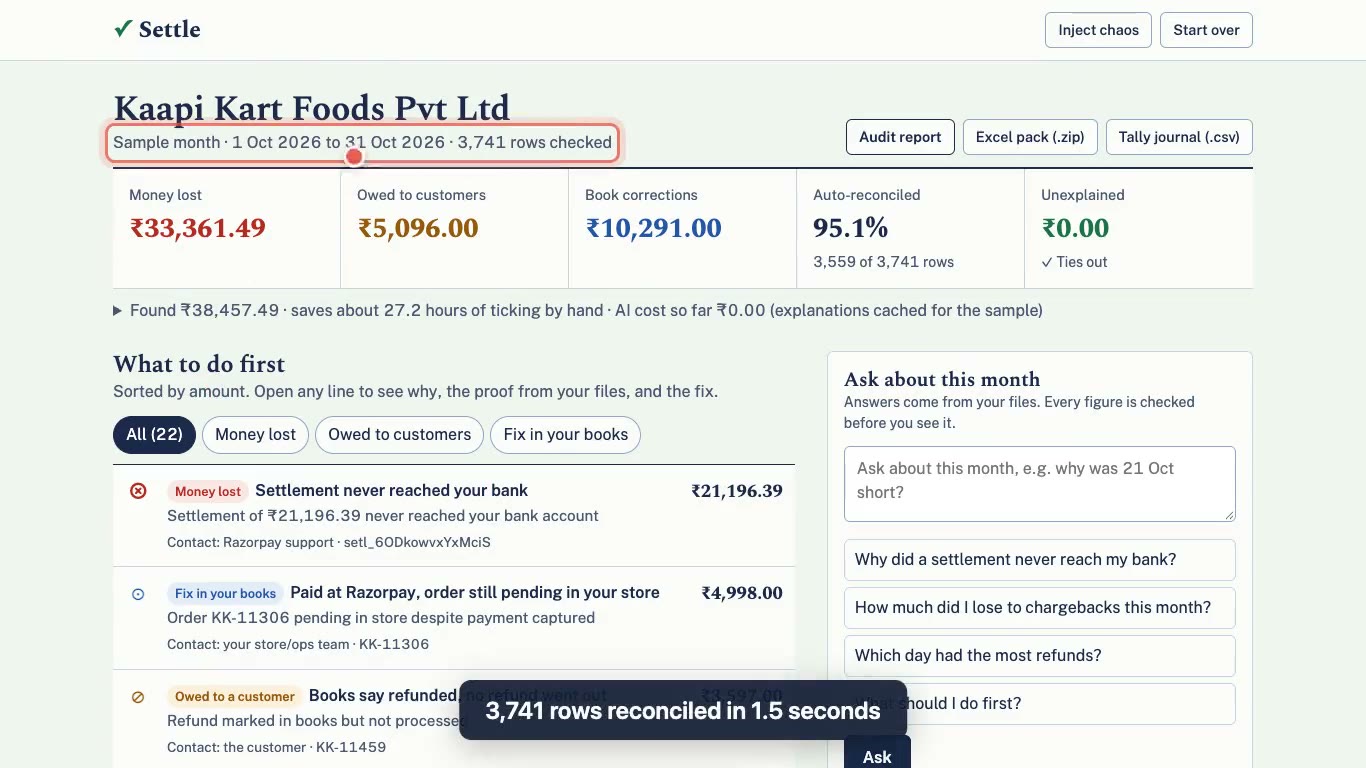 ✓ Settle
Inject chaos
Start over
Kaapi Kart Foods Pvt Ltd
Sample month · 1 Oct 2026 to 31 Oct 2026 · 3,741 rows checked
Audit report
Excel pack (.zip)
Tally journal (.csv)
Money lost
₹33,361.49
Owed to customers
₹5,096.00
Book corrections
₹10,291.00
Auto-reconciled
95.1%
3,559 of 3,741 rows
Unexplained
₹0.00
✓ Ties out
▶ Found ₹38,457.49 · saves about 27.2 hours of ticking by hand · AI cost so far ₹0.00 (explanations cached for the sample)
What to do first
Sorted by amount. Open any line to see why, the proof from your files, and the fix.
All (22)
Money lost
Owed to customers
Fix in your books
Money lost Settlement never reached your bank ₹21,196.39
Settlement of ₹21,196.39 never reached your bank account
Contact: Razorpay support · setl_6ODkowvxYxMciS
Fix in your books Paid at Razorpay, order still pending in your store ₹4,998.00
Order KK-11306 pending in store despite payment captured
Contact: your store/ops team · KK-11306
Owed to a customer Books say refunded, no refund went out ₹3,597.00
Refund marked in books but not processed
Contact: the customer · KK-11459
Ask about this month
Answers come from your files. Every figure is checked
before you see it.
Ask about this month, e.g. why was 21 Oct
short?
Why did a settlement never reach my bank?
How much did I lose to chargebacks this month?
Which day had the most refunds?
What should I do first?
Ask
3,741 rows reconciled in 1.5 seconds